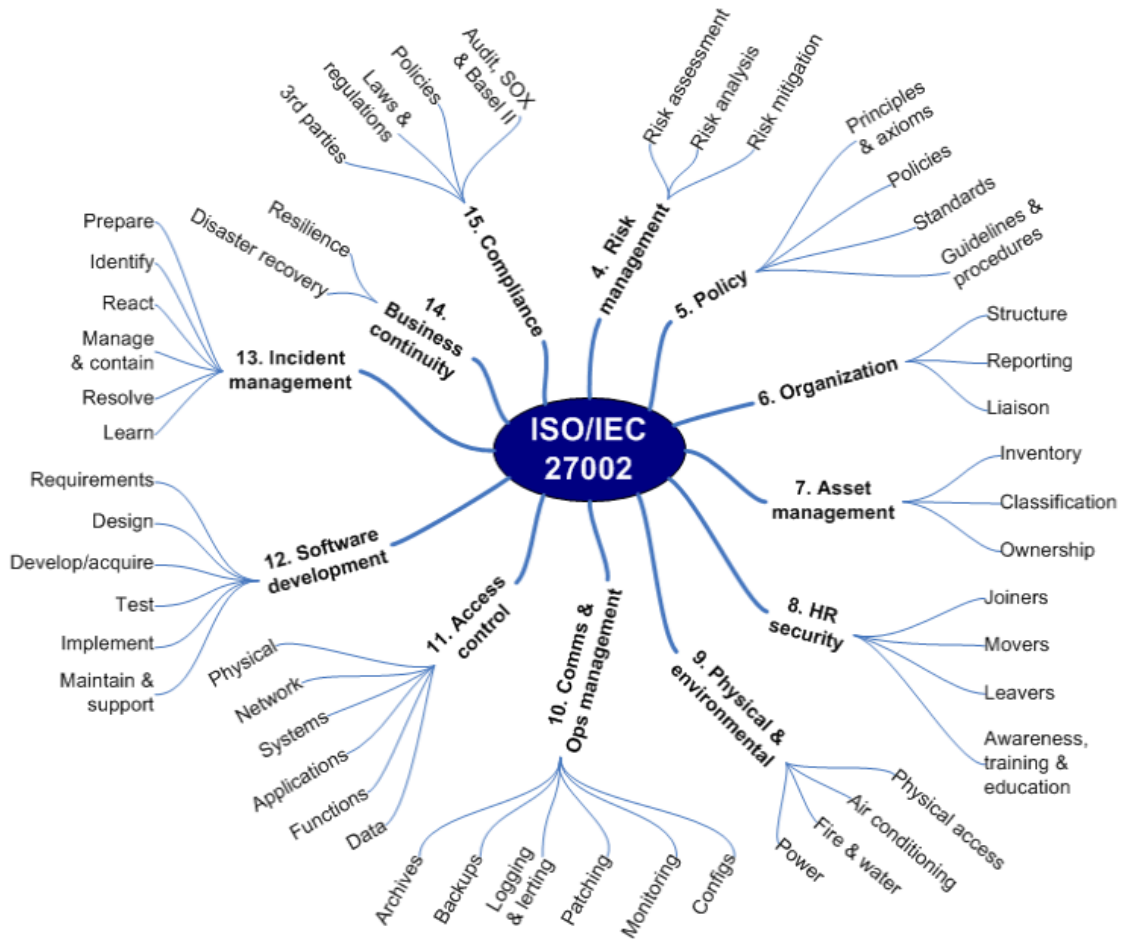 ISO/IEC
27002
4. Risk
management
Risk assessment
Risk analysis
Risk mitigation
5. Policy
Principles
& axioms
Policies
Standards
Guidelines &
procedures
6. Organization
Structure
Reporting
Liaison
7. Asset
management
Inventory
Classification
Ownership
8. HR
security
Joiners
Movers
Leavers
Awareness,
training &
education
9. Physical &
environmental
Physical access
Air conditioning
Fire & water
Power
10. Comms &
Ops management
Archives
Backups
Logging
& lerting
Patching
Monitoring
Configs
11. Access
control
Physical
Network
Systems
Applications
Functions
Data
12. Software
development
Requirements
Design
Develop/acquire
Test
Implement
Maintain &
support
13. Incident
management
Prepare
Identify
React
Manage
& contain
Resolve
Learn
14.
Business
continuity
Resilience
Disaster recovery
15. Compliance
3rd parties
Laws &
regulations
Policies
Audit, SOX
& Basel II